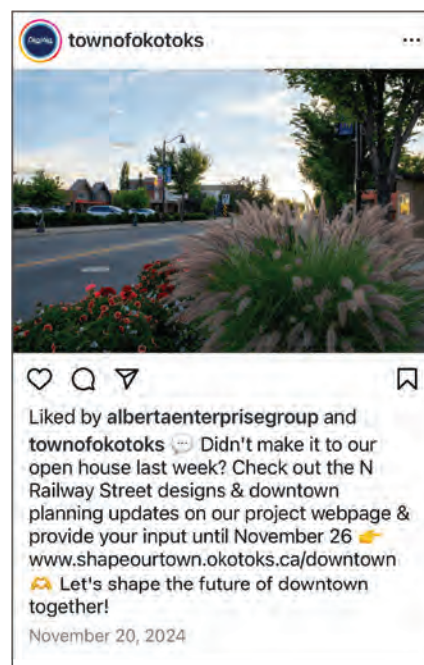 Okotoks
townofokotoks
Liked by albertaenterprisegroup and
townofokotoks 💬 Didn't make it to our
open house last week? Check out the N
Railway Street designs & downtown
planning updates on our project webpage &
provide your input until November 26 👉
www.shapeourtown.okotoks.ca/downtown
🫶 Let's shape the future of downtown
together!
November 20, 2024